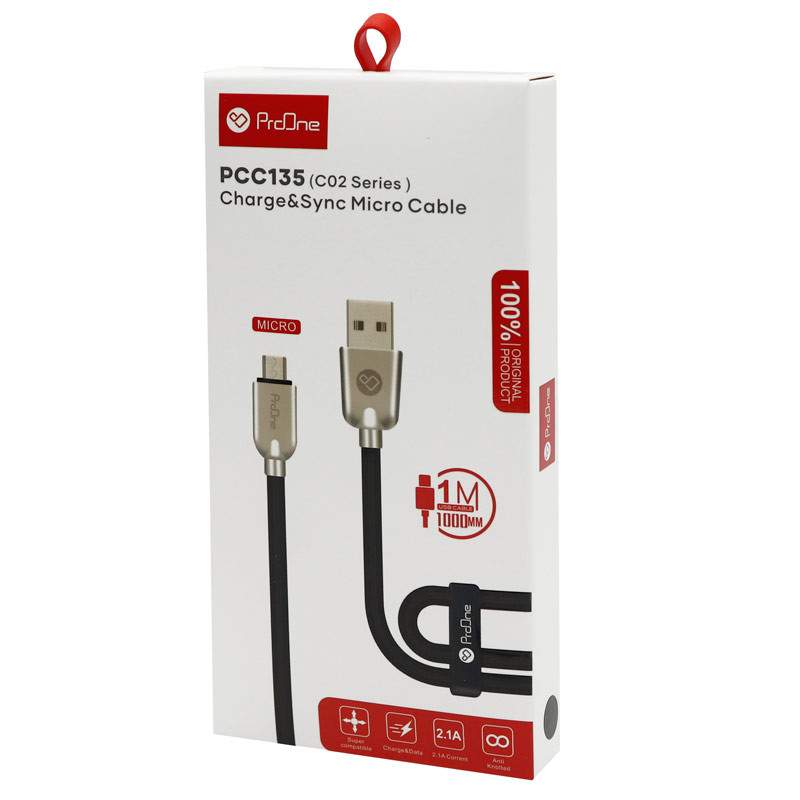 ProOne
PCC135 (C02 Series )
Charge&Sync Micro Cable
100%
ORIGINAL
PRODUCT
MICRO
ProOne
ProOne
1M
USB CABLE
1000MM
ProOne
Super
compatible
Charge&Data
2.1A
2.1A Current
Anti
Knotted